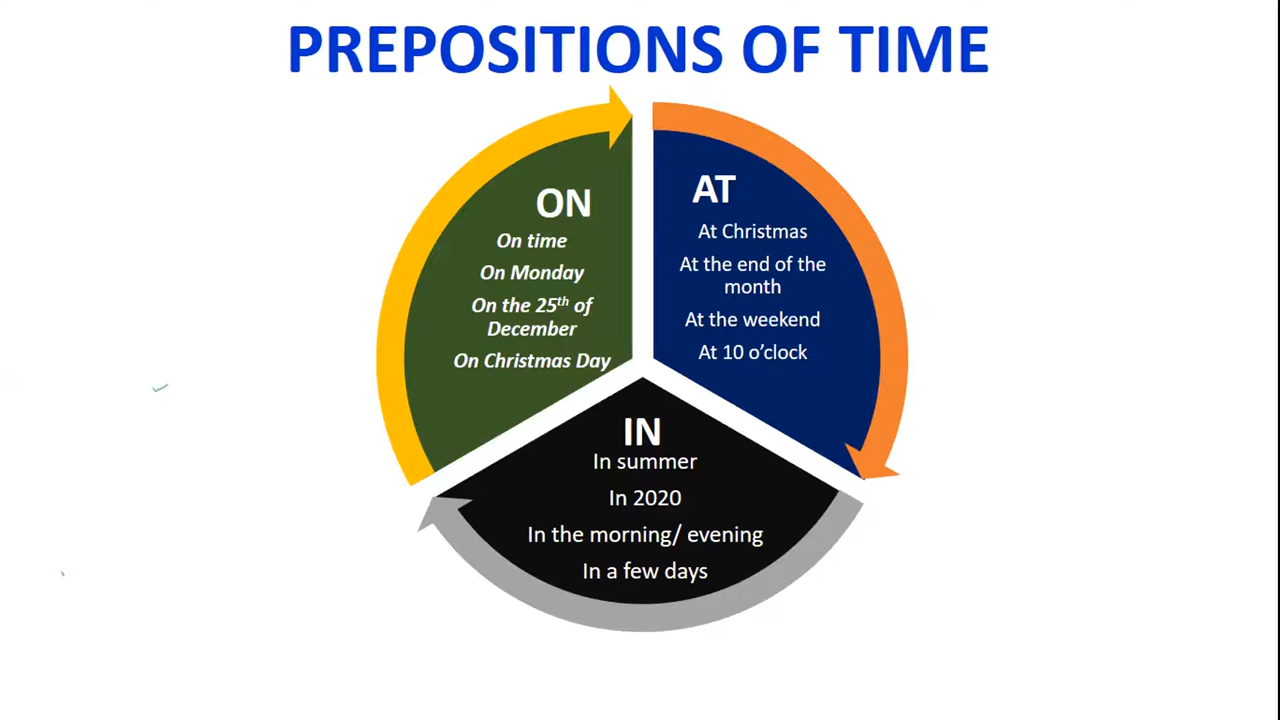 PREPOSITIONS OF TIME
ON
On time
On Monday
On the 25th of
December
On Christmas Day
AT
At Christmas
At the end of the
month
At the weekend
At 10 o’clock
IN
In summer
In 2020
In the morning/ evening
In a few days